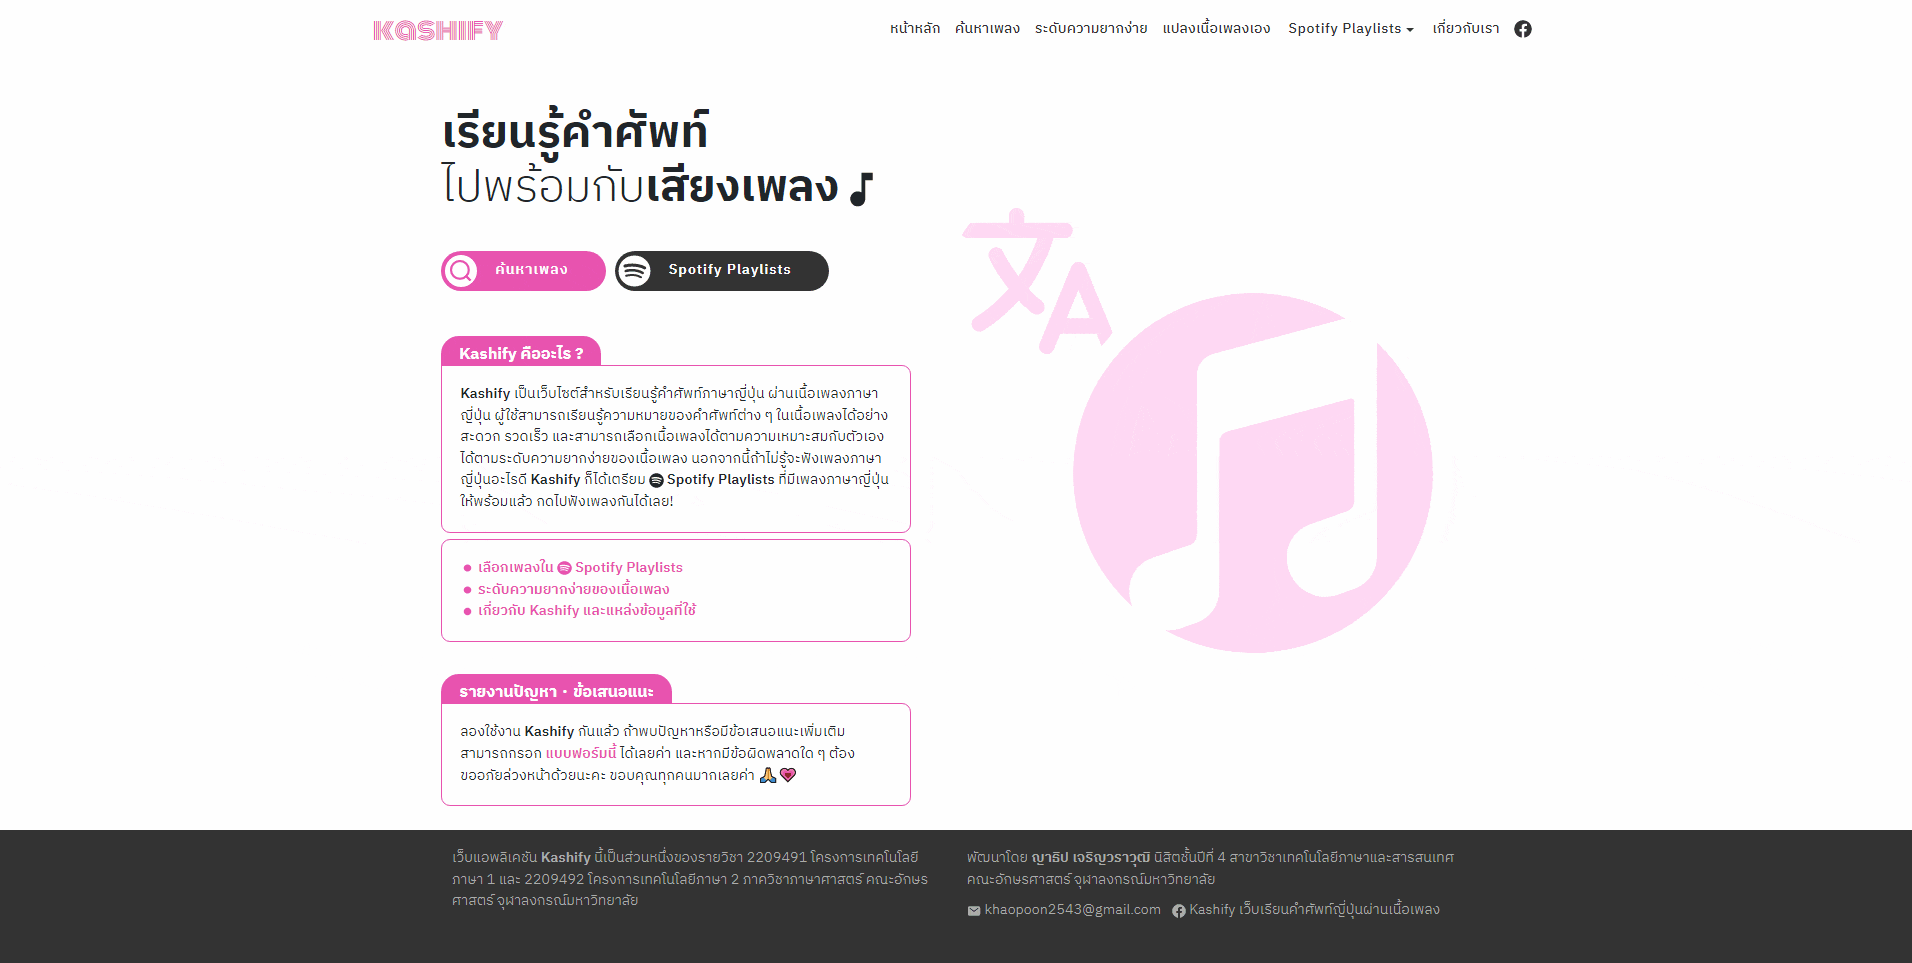 KASHIFY
หน้าหลัก ค้นหาเพลง ระดับความยากง่าย แปลงเนื้อเพลงเอง Spotify Playlists เกี่ยวกับเรา
เรียนรู้คำศัพท์
ไปพร้อมกับเสียงเพลง
ค้นหาเพลง Spotify Playlists
文A
Kashify คืออะไร ?
Kashify เป็นเว็บไซต์สำหรับเรียนรู้คำศัพท์ภาษาญี่ปุ่น ผ่านเนื้อเพลงภาษา
ญี่ปุ่น ผู้ใช้สามารถเรียนรู้ความหมายของคำศัพท์ต่าง ๆ ในเนื้อเพลงได้อย่าง
สะดวก รวดเร็ว และสามารถเลือกเนื้อเพลงได้ตามความเหมาะสมกับตัวเอง
ได้ตามระดับความยากง่ายของเนื้อเพลง นอกจากนี้ถ้าไม่รู้จะฟังเพลงภาษา
ญี่ปุ่นอะไรดี Kashify ก็ได้เตรียม Spotify Playlists ที่มีเพลงภาษาญี่ปุ่น
ให้พร้อมแล้ว กดไปฟังเพลงกันได้เลย!
เลือกเพลงใน Spotify Playlists
ระดับความยากง่ายของเนื้อเพลง
เกี่ยวกับ Kashify และแหล่งข้อมูลที่ใช้
รายงานปัญหา · ข้อเสนอแนะ
ลองใช้งาน Kashify กันแล้ว ถ้าพบปัญหาหรือมีข้อเสนอแนะเพิ่มเติม
สามารถกรอก แบบฟอร์มนี้ ได้เลยค่า และหากมีข้อผิดพลาดใด ๆ ต้อง
ขออภัยล่วงหน้าด้วยนะคะ ขอบคุณทุกคนมากเลยค่า 🙏💗
เว็บแอพลิเคชัน Kashify นี้เป็นส่วนหนึ่งของรายวิชา 2209491 โครงการเทคโนโลยี
ภาษา 1 และ 2209492 โครงการเทคโนโลยีภาษา 2 ภาควิชาภาษาศาสตร์ คณะอักษร
ศาสตร์ จุฬาลงกรณ์มหาวิทยาลัย
พัฒนาโดย ญาธิป เจริญวราวุฒิ นิสิตชั้นปีที่ 4 สาขาวิชาเทคโนโลยีภาษาและสารสนเทศ
คณะอักษรศาสตร์ จุฬาลงกรณ์มหาวิทยาลัย
khaopoon2543@gmail.com Kashify เว็บเรียนคำศัพท์ญี่ปุ่นผ่านเนื้อเพลง